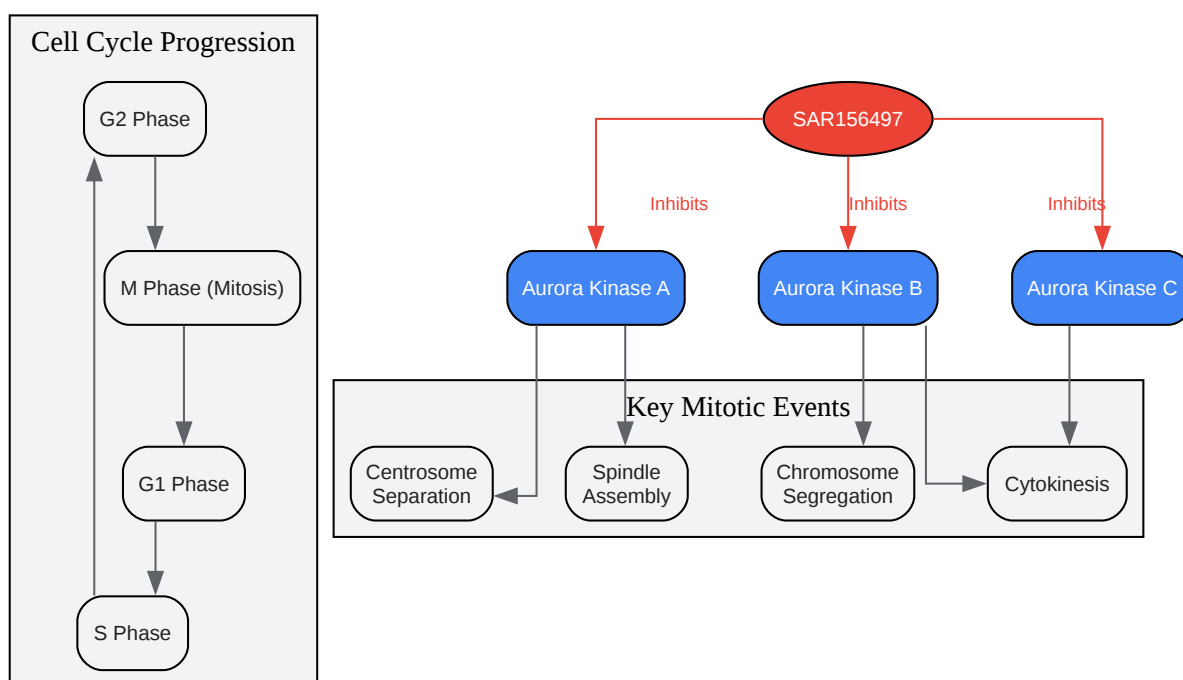 Cell Cycle Progression
G2 Phase
M Phase (Mitosis)
G1 Phase
S Phase
SAR156497
Inhibits
Inhibits
Inhibits
Aurora Kinase A
Aurora Kinase B
Aurora Kinase C
Key Mitotic Events
Centrosome
Separation
Spindle
Assembly
Chromosome
Segregation
Cytokinesis